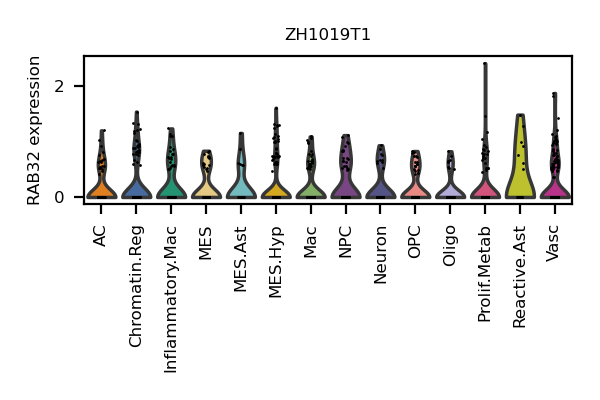 ZH1019T1
RAB32 expression
2
0
AC
Chromatin.Reg
Inflammatory.Mac
MES
MES.Ast
MES.Hyp
Mac
NPC
Neuron
OPC
Oligo
Prolif.Metab
Reactive.Ast
Vasc